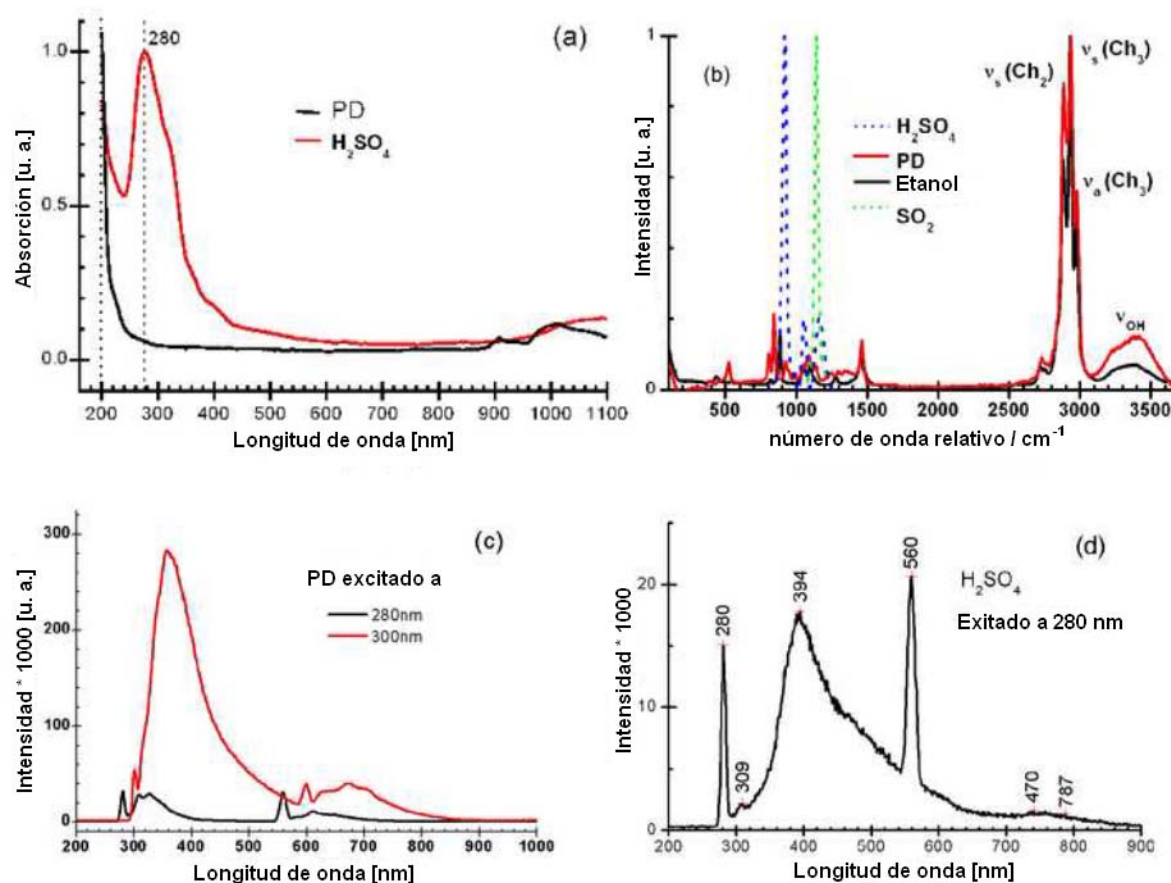 (a)
280
1.0
0.5
0.0
PD
H₂SO₄
Absorción [u. a.]
200 300 400 500 600 700 800 900 1000 1100
Longitud de onda [nm]
(b)
1
0
νs (Ch₂)
νs (Ch₃)
νa (Ch₃)
νOH
H₂SO₄
PD
Etanol
SO₂
Intensidad [u. a.]
500 1000 1500 2000 2500 3000 3500
número de onda relativo / cm⁻¹
(c)
300
200
100
0
PD excitado a
280nm
300nm
Intensidad * 1000 [u. a.]
200 300 400 500 600 700 800 900 1000
Longitud de onda [nm]
(d)
20
10
0
280
309
394
560
470
787
H₂SO₄
Exitado a 280 nm
Intensidad * 1000
200 300 400 500 600 700 800 900
Longitud de onda [nm]